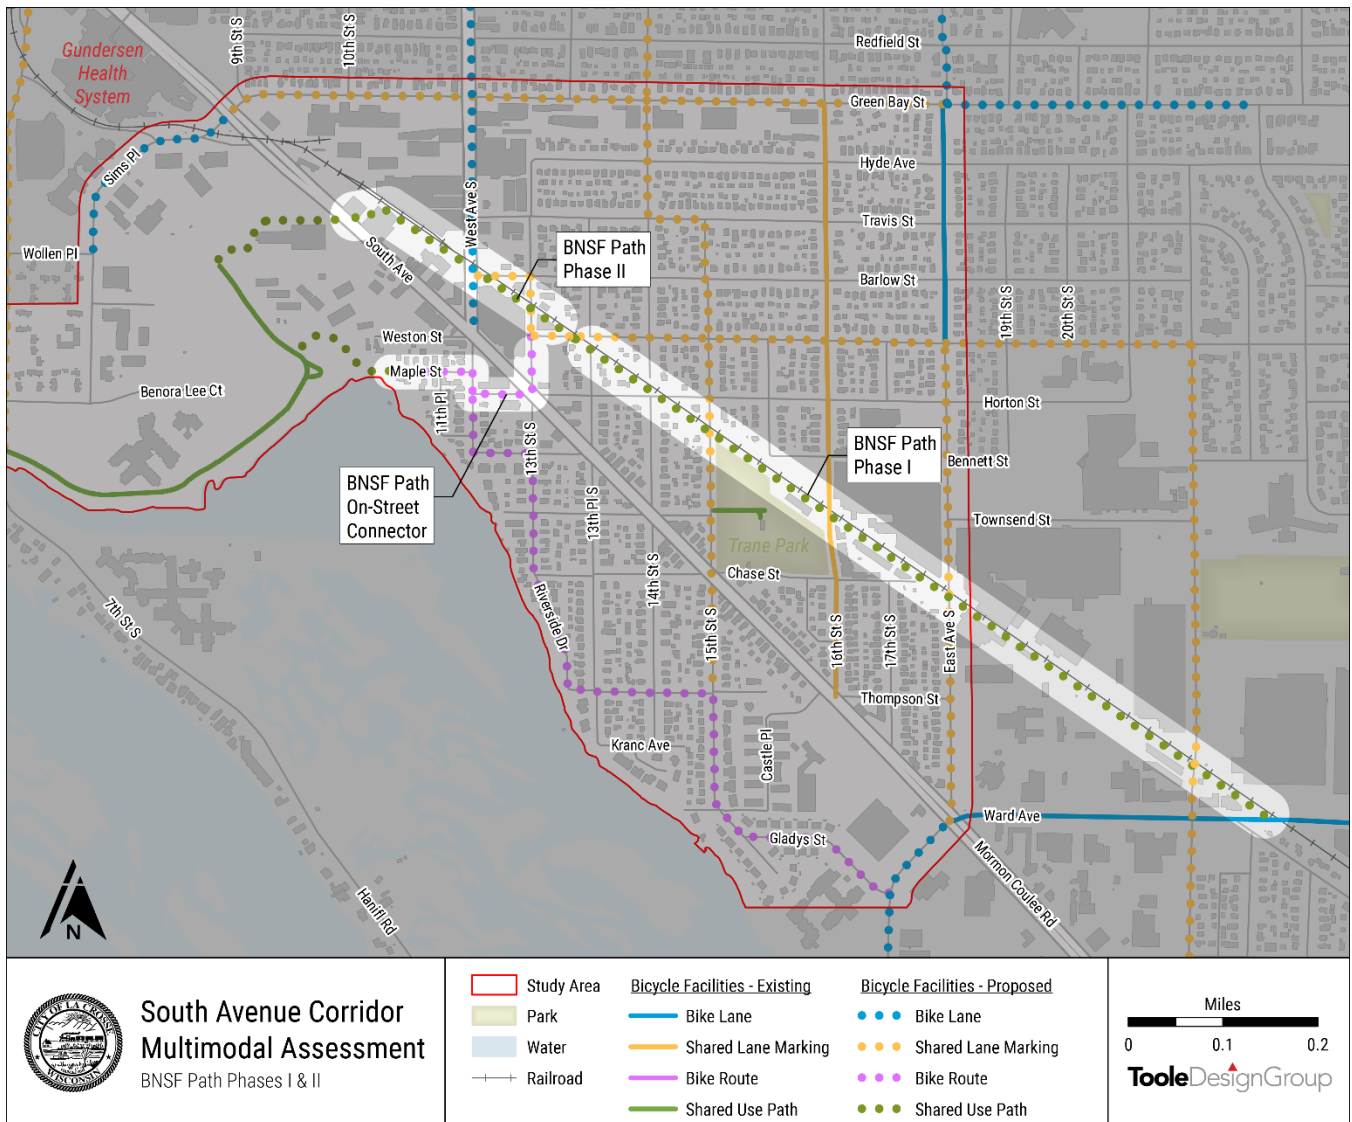 Gundersen
Health
System
9th St S
10th St S
Redfield St
Green Bay St
Hyde Ave
Travis St
Barlow St
Sims Pl
Wollen Pl
West Ave S
South Ave
BNSF Path
Phase II
19th St S
20th St S
Weston St
Maple St
Benora Lee Ct
11th Pl
Horton St
13th St S
BNSF Path
Phase I
Bennett St
BNSF Path
On-Street
Connector
13th Pl S
Townsend St
Trane Park
Chase St
14th St S
7th St S
Riverside Dr
15th St S
16th St S
17th St S
East Ave S
Thompson St
Kranc Ave
Castle Pl
Ward Ave
Gladys St
Mormon Coulee Rd
Hanifl Rd
N
CITY OF LA CROSSE
WISCONSIN
South Avenue Corridor
Multimodal Assessment
BNSF Path Phases I & II
Study Area
Park
Water
Railroad
Bicycle Facilities - Existing
Bike Lane
Shared Lane Marking
Bike Route
Shared Use Path
Bicycle Facilities - Proposed
Bike Lane
Shared Lane Marking
Bike Route
Shared Use Path
Miles
0 0.1 0.2
TooleDesignGroup